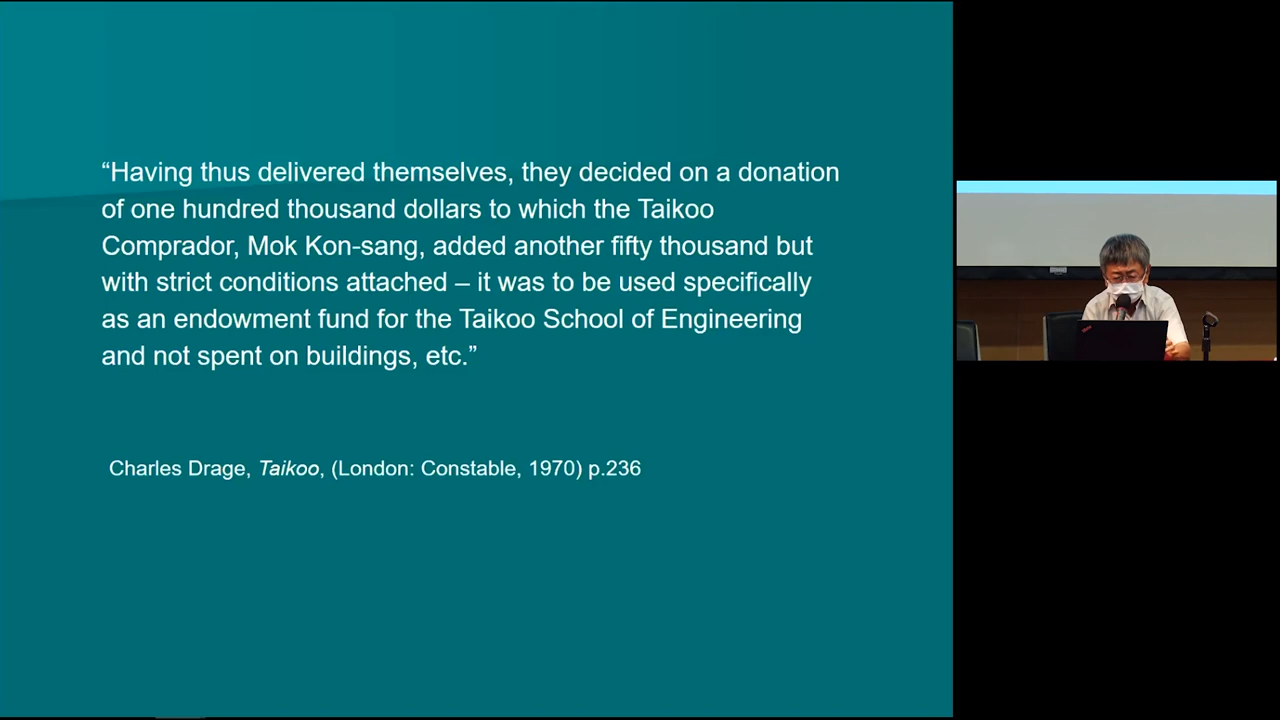 “Having thus delivered themselves, they decided on a donation
of one hundred thousand dollars to which the Taikoo
Comprador, Mok Kon-sang, added another fifty thousand but
with strict conditions attached – it was to be used specifically
as an endowment fund for the Taikoo School of Engineering
and not spent on buildings, etc.”
Charles Drage, Taikoo, (London: Constable, 1970) p.236